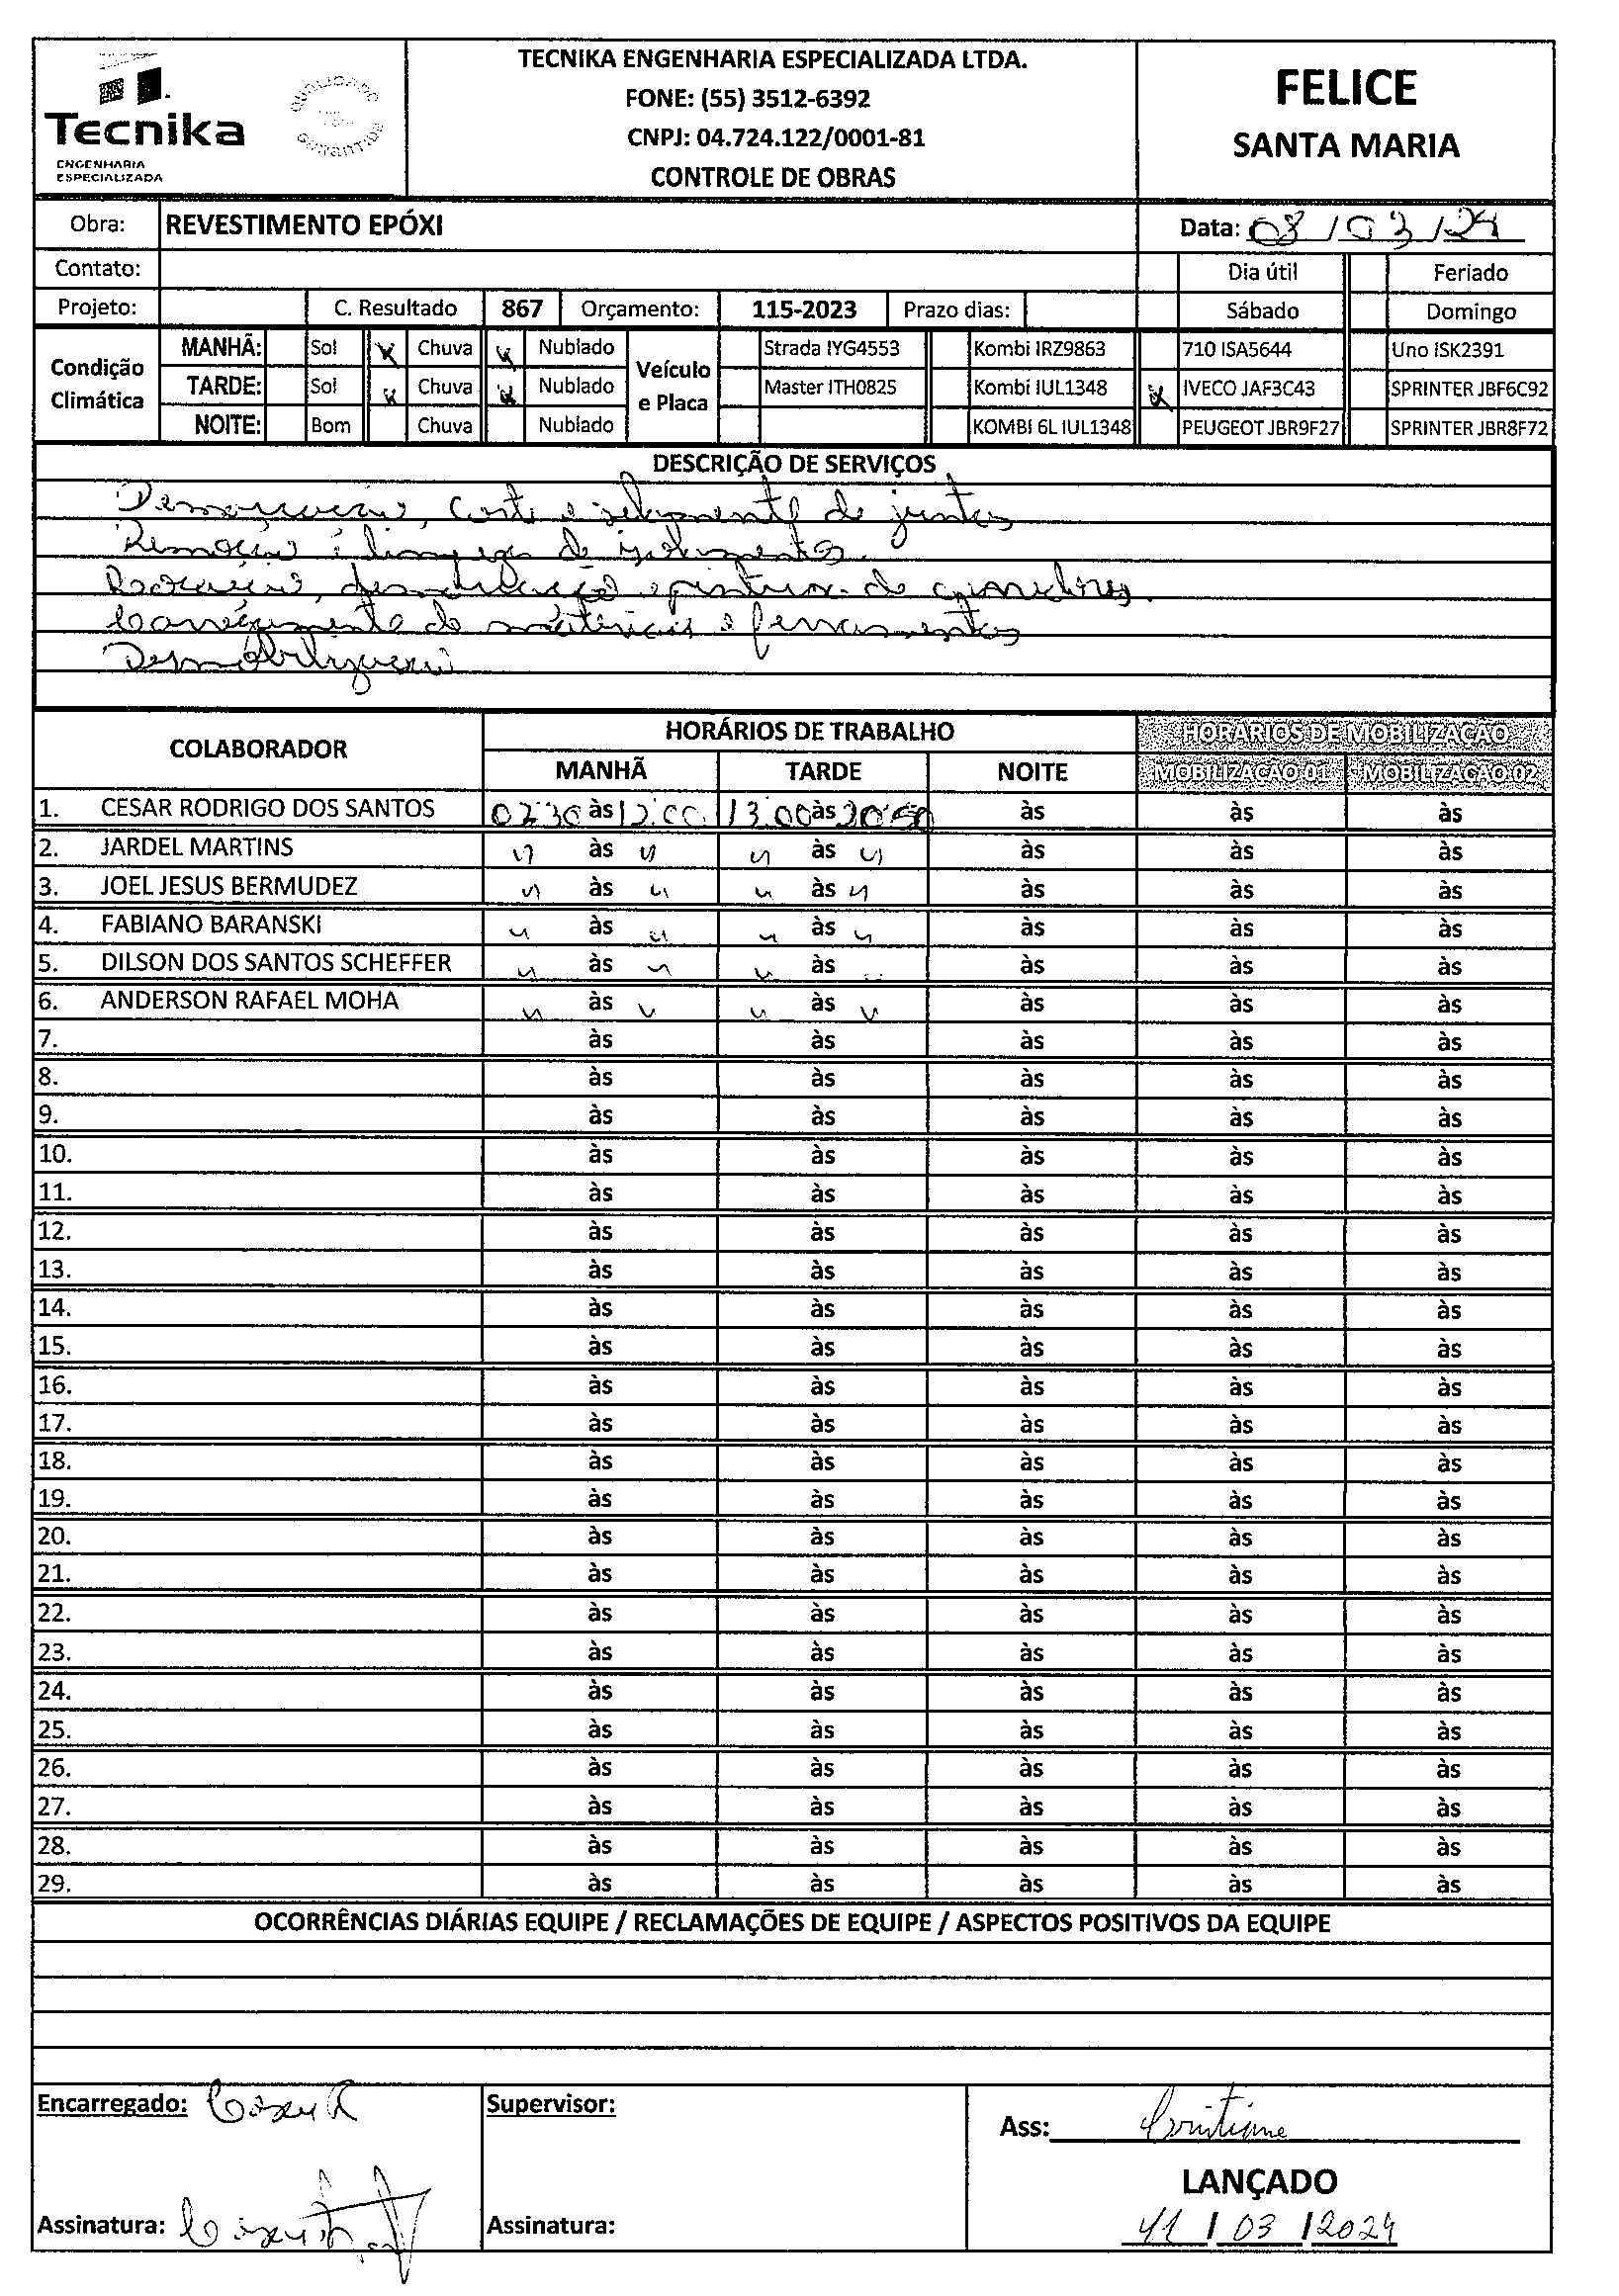 Tecnika
ENGENHARIA
ESPECIALIZADA
QUALIDADE
GARANTIDA
TECNIKA ENGENHARIA ESPECIALIZADA LTDA.
FONE: (55) 3512-6392
CNPJ: 04.724.122/0001-81
CONTROLE DE OBRAS
FELICE
SANTA MARIA
Obra: REVESTIMENTO EPÓXI Data: 08/03/24
Contato: Dia útil Feriado
Projeto: C. Resultado 867 Orçamento: 115-2023 Prazo dias: Sábado Domingo
Condição Climática
MANHÃ: Sol x Chuva x Nublado
TARDE: Sol x Chuva x Nublado
NOITE: Bom Chuva Nublado
Veículo e Placa
Strada IYG4553 Kombi IRZ9863 710 ISA5644 Uno ISK2391
Master ITH0825 Kombi IUL1348 x IVECO JAF3C43 SPRINTER JBF6C92
KOMBI 6L IUL1348 PEUGEOT JBR9F27 SPRINTER JBR8F72
DESCRIÇÃO DE SERVIÇOS
Demarcação, corte e selamento de juntas
Remoção e limpeza de isolamentos.
demolição e pintura de
Carregamento de materiais e ferramentas
Desmobilização
COLABORADOR HORÁRIOS DE TRABALHO HORÁRIOS DE MOBILIZAÇÃO
MANHÃ TARDE NOITE MOBILIZAÇÃO 01 MOBILIZAÇÃO 02
1. CESAR RODRIGO DOS SANTOS 07:30 às 12:00 13:00 às 20:50 às às às
2. JARDEL MARTINS " às " " às " às às às
3. JOEL JESUS BERMUDEZ " às " " às " às às às
4. FABIANO BARANSKI " às " " às " às às às
5. DILSON DOS SANTOS SCHEFFER " às " " às " às às às
6. ANDERSON RAFAEL MOHA " às " " às " às às às
7. às às às às às
8. às às às às às
9. às às às às às
10. às às às às às
11. às às às às às
12. às às às às às
13. às às às às às
14. às às às às às
15. às às às às às
16. às às às às às
17. às às às às às
18. às às às às às
19. às às às às às
20. às às às às às
21. às às às às às
22. às às às às às
23. às às às às às
24. às às às às às
25. às às às às às
26. às às às às às
27. às às às às às
28. às às às às às
29. às às às às às
OCORRÊNCIAS DIÁRIAS EQUIPE / RECLAMAÇÕES DE EQUIPE / ASPECTOS POSITIVOS DA EQUIPE
Encarregado: Cesar R
Supervisor:
Ass: Cristiane
LANÇADO
Assinatura:
Assinatura:
11/03/2024